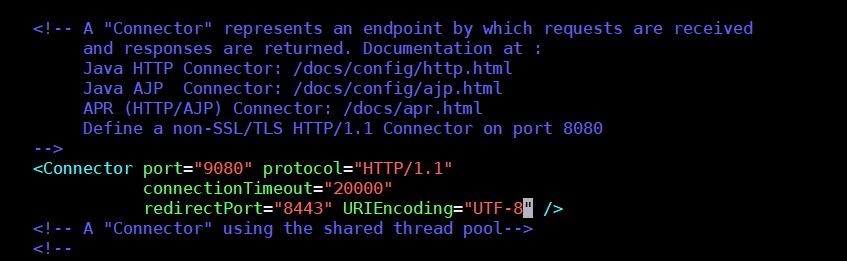 <!-- A "Connector" represents an endpoint by which requests are received
and responses are returned. Documentation at :
Java HTTP Connector: /docs/config/http.html
Java AJP  Connector: /docs/config/ajp.html
APR (HTTP/AJP) Connector: /docs/apr.html
Define a non-SSL/TLS HTTP/1.1 Connector on port 8080
-->
<Connector port="9080" protocol="HTTP/1.1"
connectionTimeout="20000"
redirectPort="8443" URIEncoding="UTF-8" />
<!-- A "Connector" using the shared thread pool-->
<!--